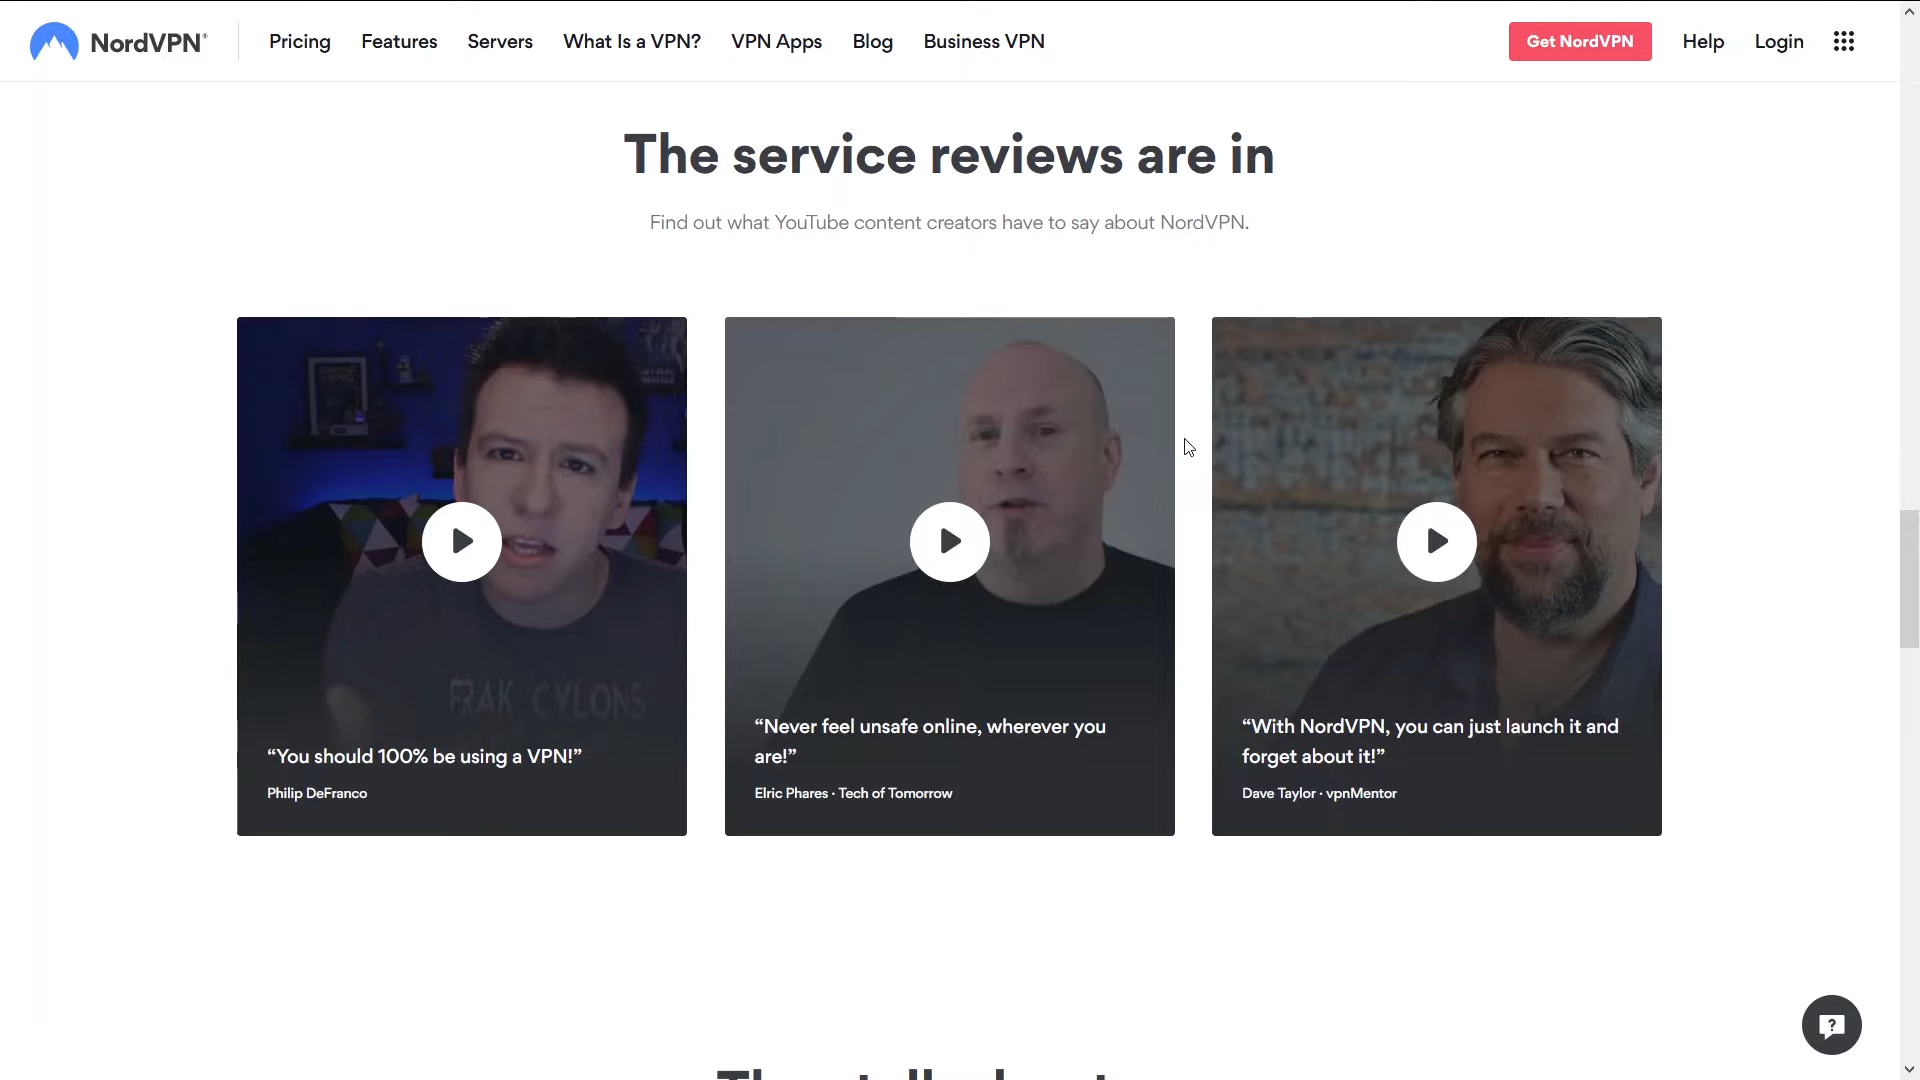 NordVPN®
Pricing
Features
Servers
What Is a VPN?
VPN Apps
Blog
Business VPN
Get NordVPN
Help
Login
The service reviews are in
Find out what YouTube content creators have to say about NordVPN.
FRAK CYLONS
“You should 100% be using a VPN!”
Philip DeFranco
“Never feel unsafe online, wherever you
are!”
Elric Phares · Tech of Tomorrow
“With NordVPN, you can just launch it and
forget about it!”
Dave Taylor · vpnMentor